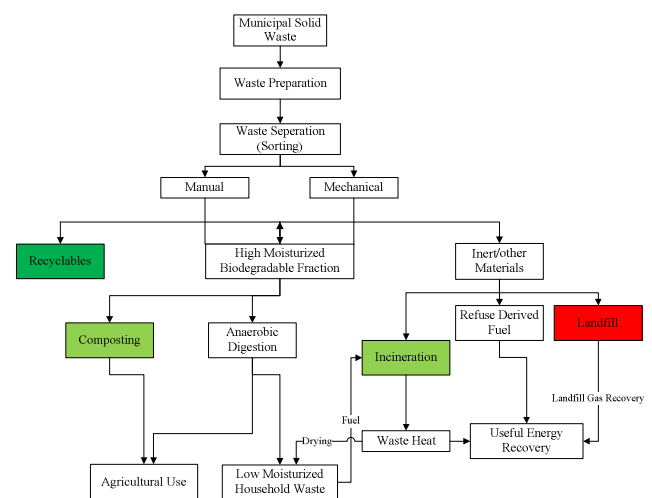 Municipal Solid
Waste
Waste Preparation
Waste Seperation
(Sorting)
Manual
Mechanical
Recyclables
High Moisturized
Biodegradable Fraction
Inert/other
Materials
Composting
Anaerobic
Digestion
Incineration
Refuse Derived
Fuel
Landfill
Landfill Gas Recovery
Fuel
Drying
Waste Heat
Useful Energy
Recovery
Agricultural Use
Low Moisturized
Household Waste